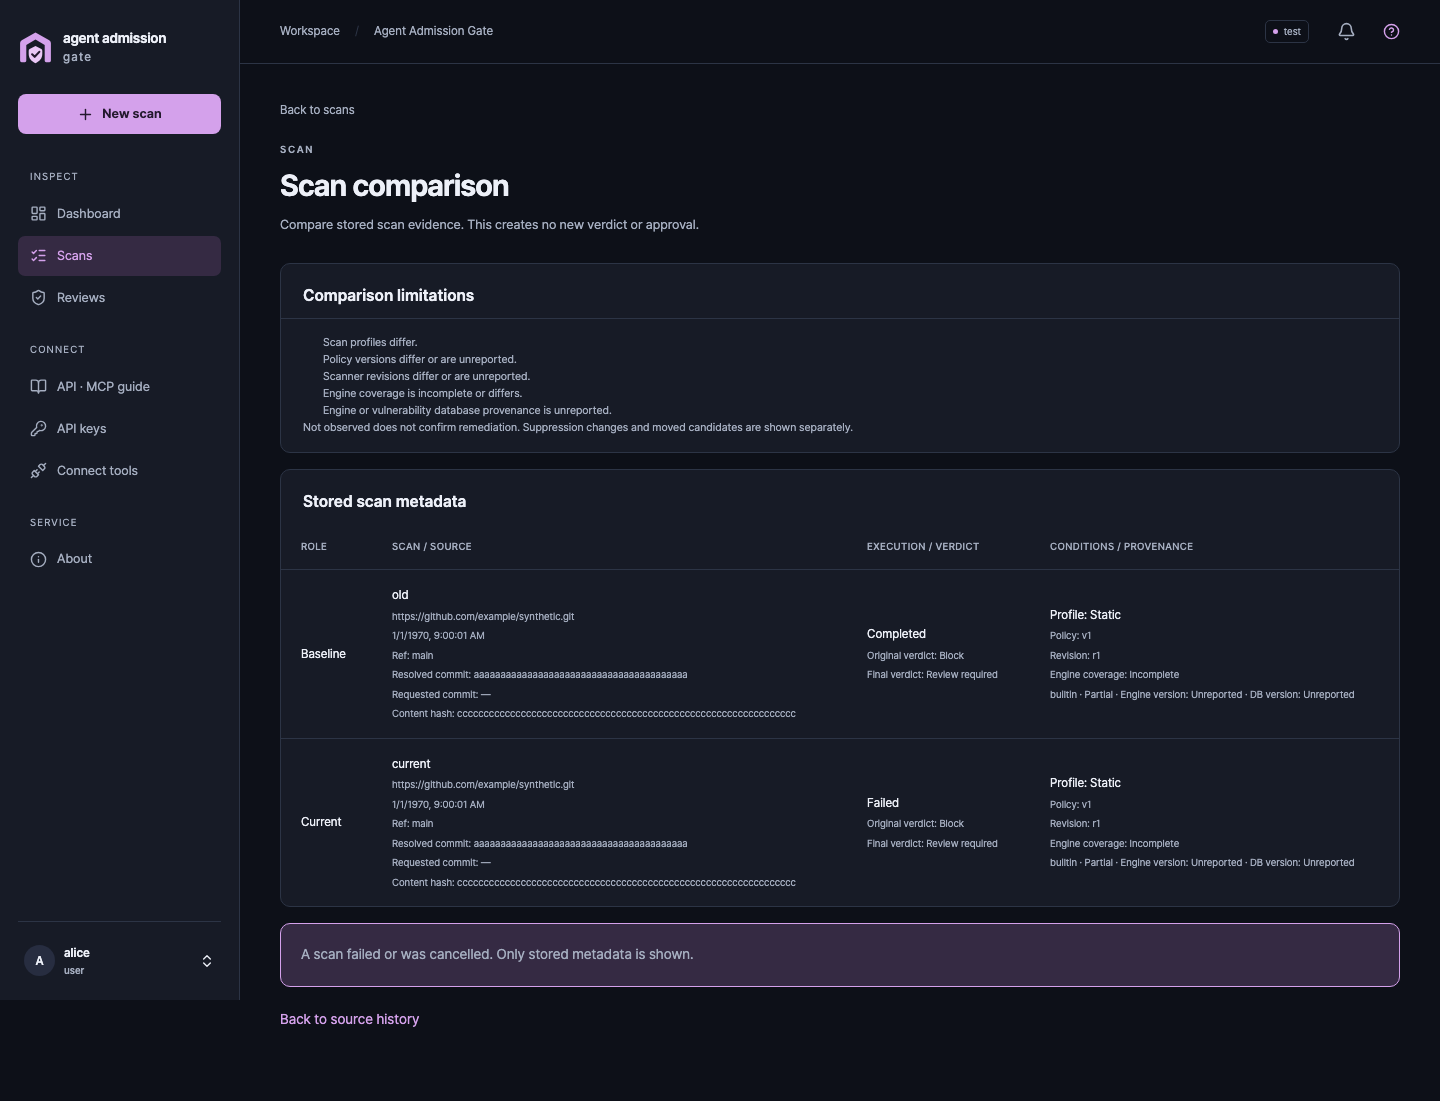 agent admission
gate
New scan
INSPECT
Dashboard
Scans
Reviews
CONNECT
API · MCP guide
API keys
Connect tools
SERVICE
About
A
alice
user
Workspace / Agent Admission Gate
test
Back to scans
SCAN
Scan comparison
Compare stored scan evidence. This creates no new verdict or approval.
Comparison limitations
Scan profiles differ.
Policy versions differ or are unreported.
Scanner revisions differ or are unreported.
Engine coverage is incomplete or differs.
Engine or vulnerability database provenance is unreported.
Not observed does not confirm remediation. Suppression changes and moved candidates are shown separately.
Stored scan metadata
ROLE SCAN / SOURCE EXECUTION / VERDICT CONDITIONS / PROVENANCE
Baseline
old
https://github.com/example/synthetic.git
1/1/1970, 9:00:01 AM
Ref: main
Resolved commit: aaaaaaaaaaaaaaaaaaaaaaaaaaaaaaaaaaaaaaaa
Requested commit: —
Content hash: cccccccccccccccccccccccccccccccccccccccccccccccccccccccccccccccc
Completed
Original verdict: Block
Final verdict: Review required
Profile: Static
Policy: v1
Revision: r1
Engine coverage: Incomplete
builtin · Partial · Engine version: Unreported · DB version: Unreported
Current
current
https://github.com/example/synthetic.git
1/1/1970, 9:00:01 AM
Ref: main
Resolved commit: aaaaaaaaaaaaaaaaaaaaaaaaaaaaaaaaaaaaaaaa
Requested commit: —
Content hash: cccccccccccccccccccccccccccccccccccccccccccccccccccccccccccccccc
Failed
Original verdict: Block
Final verdict: Review required
Profile: Static
Policy: v1
Revision: r1
Engine coverage: Incomplete
builtin · Partial · Engine version: Unreported · DB version: Unreported
A scan failed or was cancelled. Only stored metadata is shown.
Back to source history